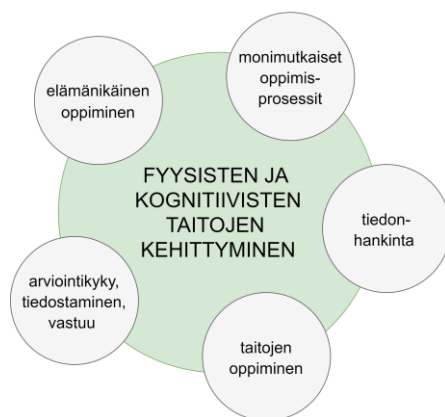 elämänikäinen
oppiminen
monimutkaiset
oppimis-
prosessit
FYYSISTEN JA
KOGNITIIVISTEN
TAITOJEN
KEHITTYMINEN
tiedon-
hankinta
arviointikyky,
tiedostaminen,
vastuu
taitojen
oppiminen